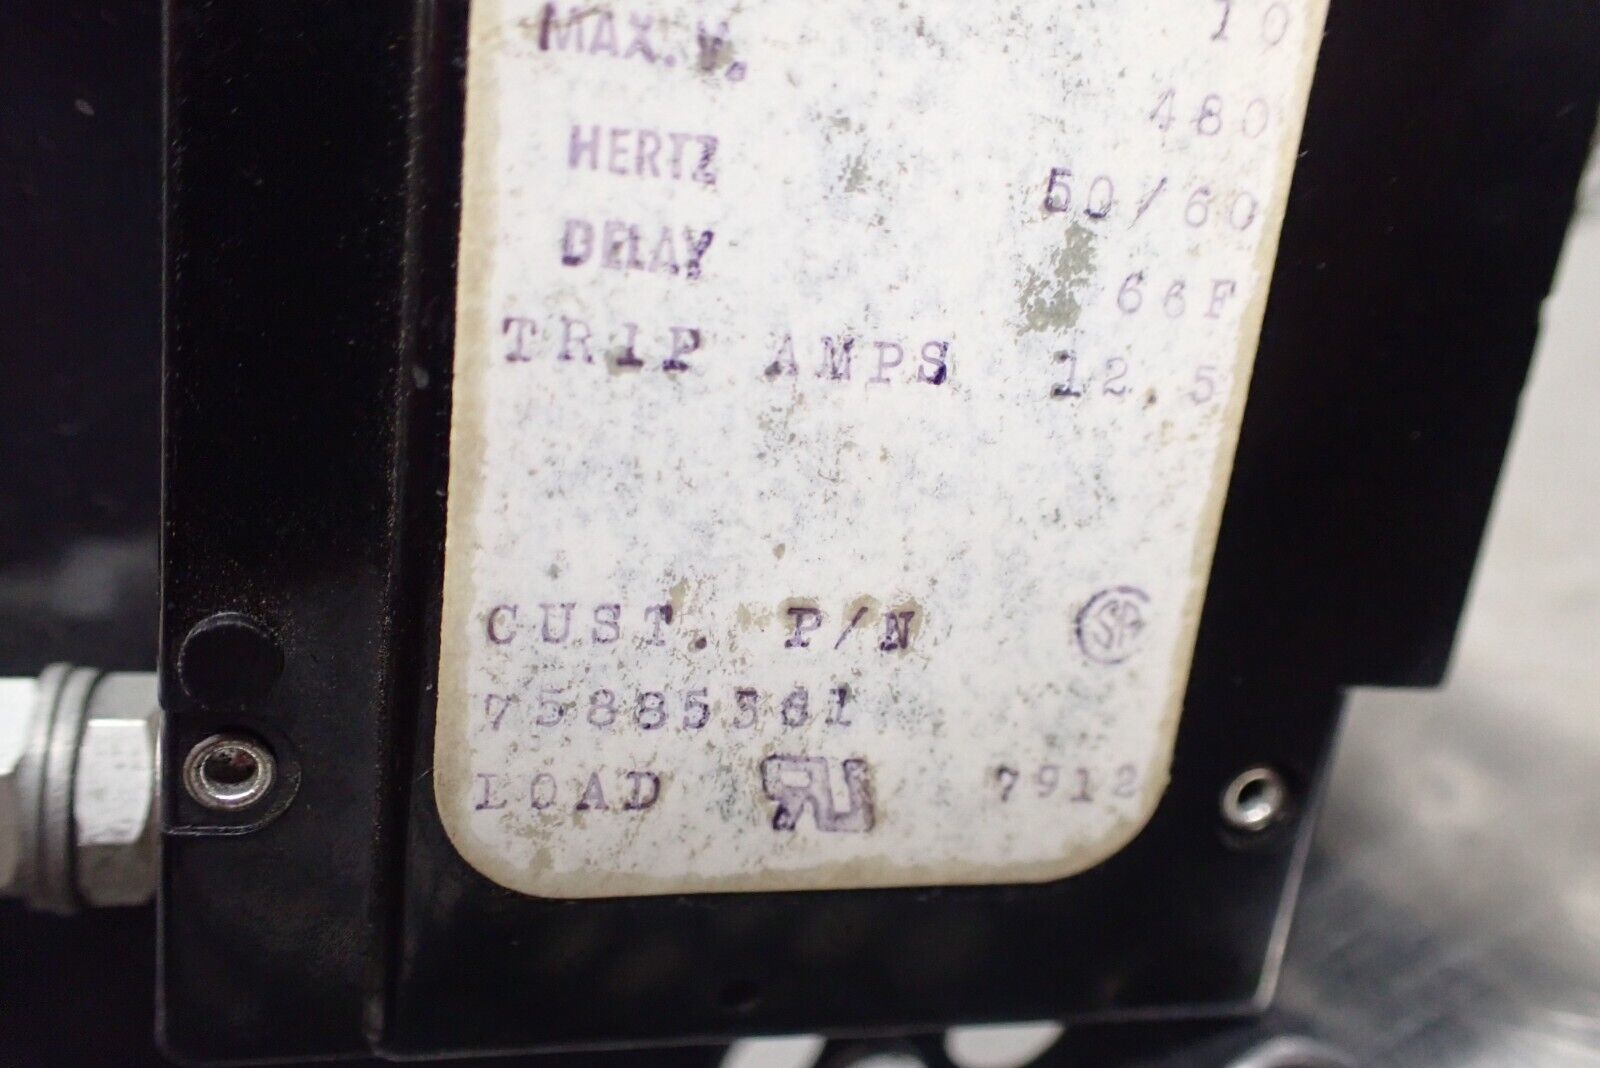 10
MAX. V. 480
HERTZ 50/60
DELAY 66F
TRIP AMPS 12.5
CUST. P/N
75885361
LOAD 7912